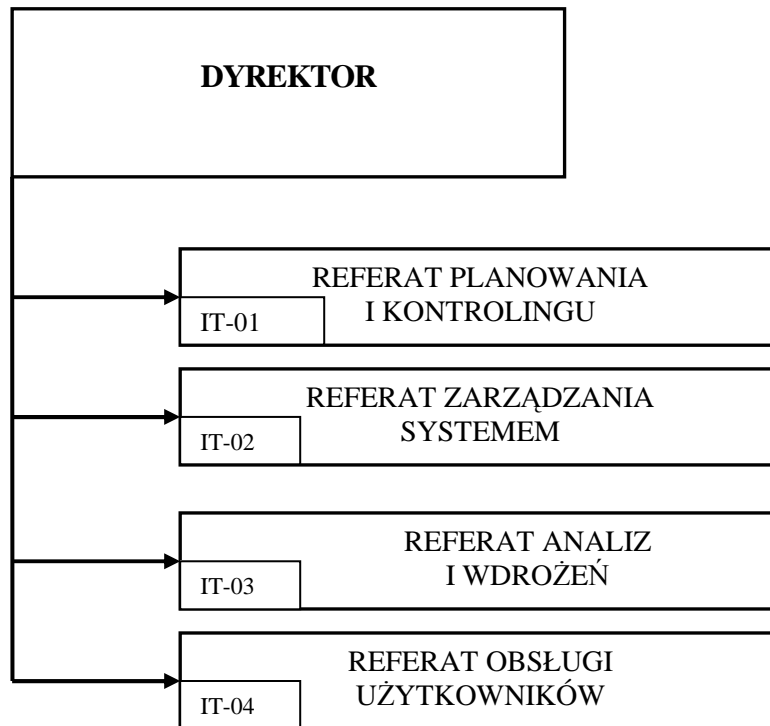 DYREKTOR
REFERAT PLANOWANIA
I KONTROLINGU
IT-01
REFERAT ZARZĄDZANIA
SYSTEMEM
IT-02
REFERAT ANALIZ
I WDROŻEŃ
IT-03
REFERAT OBSŁUGI
UŻYTKOWNIKÓW
IT-04